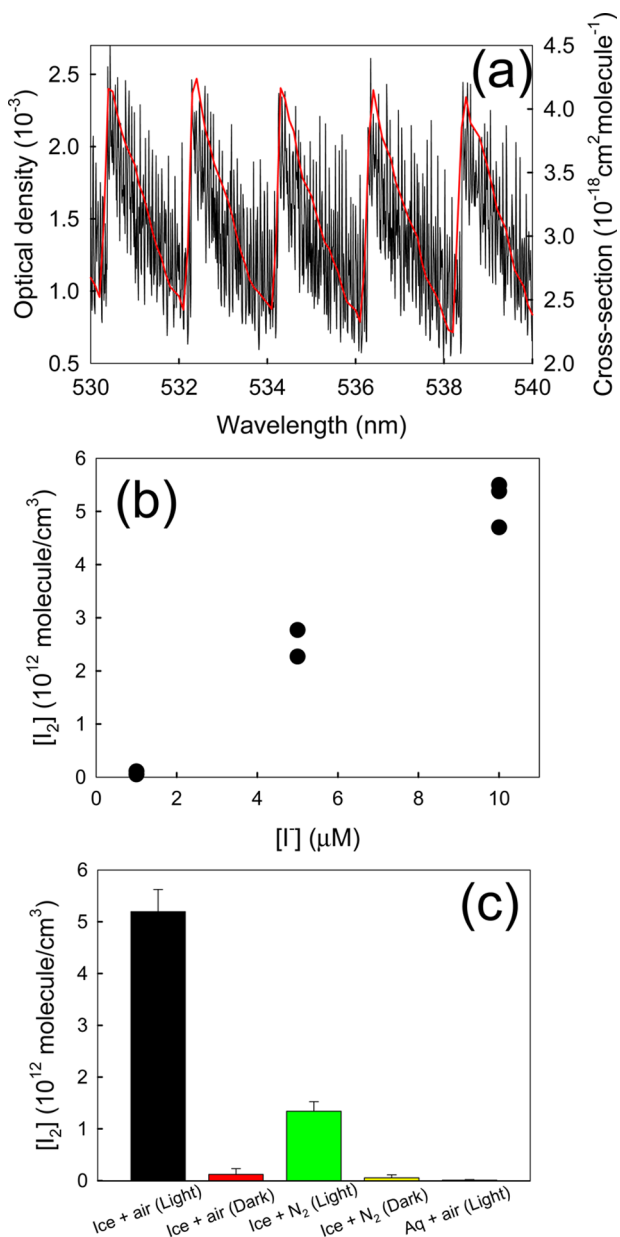 (a)
Optical density (10⁻³)
2.5
2.0
1.5
1.0
0.5
4.5
4.0
3.5
3.0
2.5
2.0
Cross-section (10⁻¹⁸cm² molecule⁻¹)
530 532 534 536 538 540
Wavelength (nm)
(b)
[I₂] (10¹² molecule/cm³)
6
5
4
3
2
1
0
0 2 4 6 8 10
[I⁻] (μM)
(c)
[I₂] (10¹² molecule/cm³)
6
5
4
3
2
1
0
Ice + air (Light)
Ice + air (Dark)
Ice + N₂ (Light)
Ice + N₂ (Dark)
Aq + air (Light)